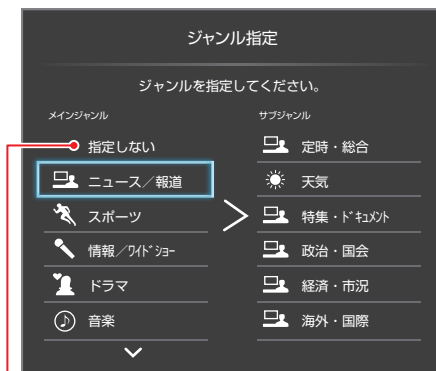 ジャンル指定
ジャンルを指定してください。
メインジャンル
サブジャンル
指定しない
定時・総合
ニュース／報道
天気
スポーツ
特集・ﾄﾞｷｭﾒﾝﾄ
情報／ﾜｲﾄﾞｼｮｰ
政治・国会
ドラマ
経済・市況
音楽
海外・国際